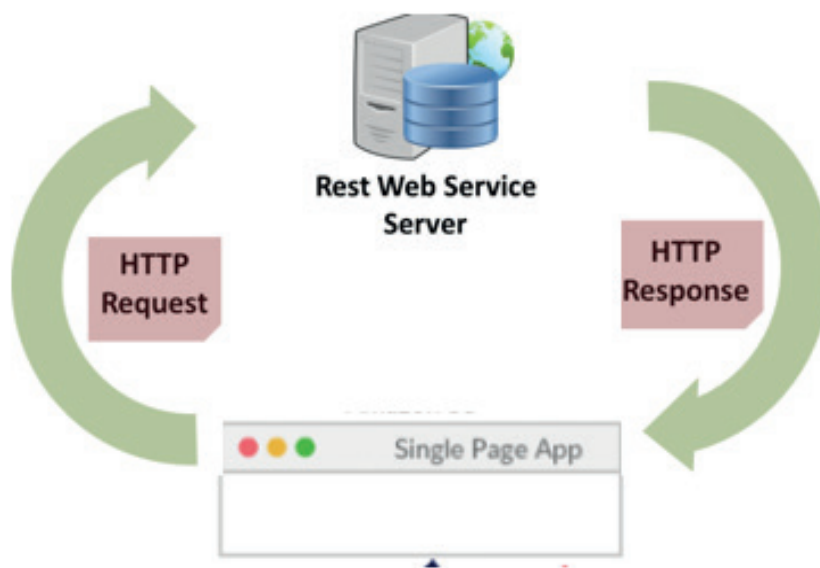 Rest Web Service
Server
HTTP
Request
HTTP
Response
Single Page App